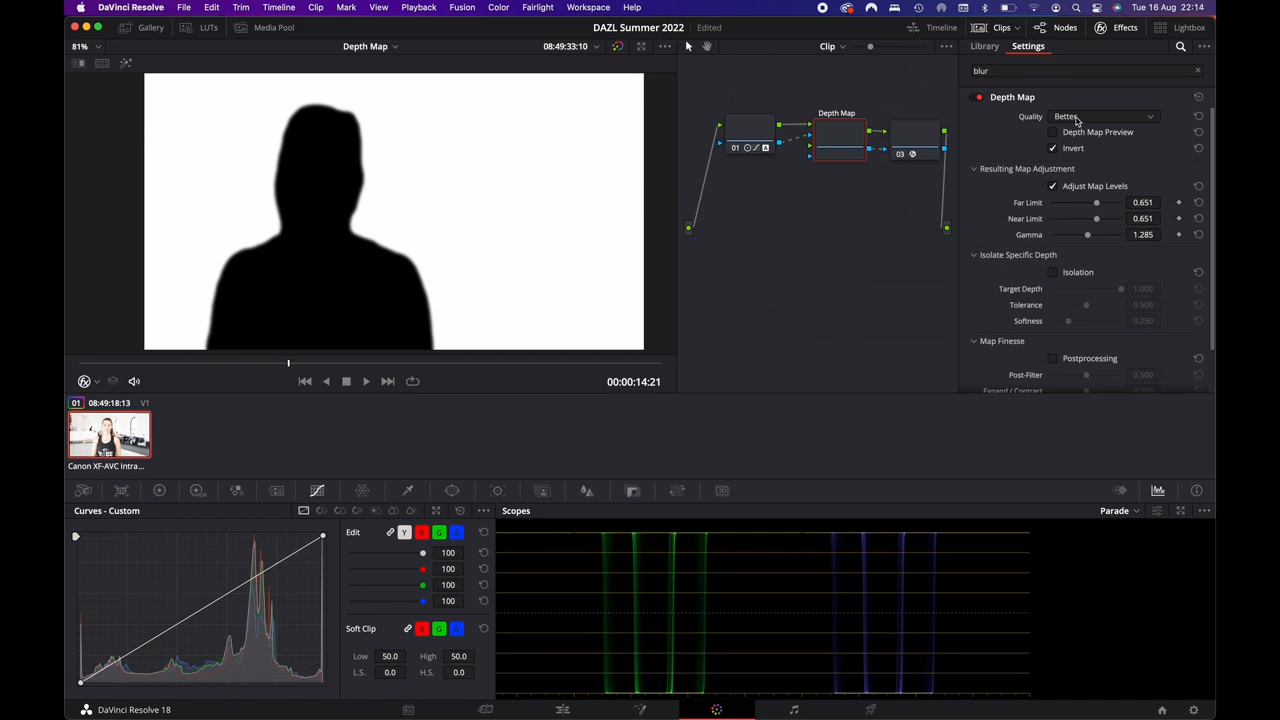 DaVinci Resolve File Edit Trim Timeline Clip Mark View Playback Fusion Color Fairlight Workspace Help Tue 16 Aug 22:14
Gallery LUTs Media Pool DAZL Summer 2022 Edited Timeline Clips Nodes Effects Lightbox
81% Depth Map 08:49:33:10 Clip Library Settings
blur
Depth Map
Quality Better
Depth Map Preview
Invert
Resulting Map Adjustment
Adjust Map Levels
Far Limit 0.651
Near Limit 0.651
Gamma 1.285
Isolate Specific Depth
Isolation
Target Depth 1.000
Tolerance 0.500
Softness 0.250
Map Finesse
Postprocessing
Post-Filter 0.500
Expand / Contract
Depth Map
01
A
03
00:00:14:21
01 08:49:18:13 V1
Canon XF-AVC Intra...
Curves - Custom
Edit Y R G B
100
100
100
100
Soft Clip R G B
Low 50.0 High 50.0
L.S. 0.0 H.S. 0.0
Scopes Parade
DaVinci Resolve 18